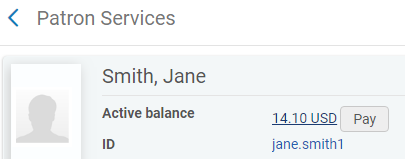 Patron Services
Smith, Jane
Active balance 14.10 USD Pay
ID jane.smith1